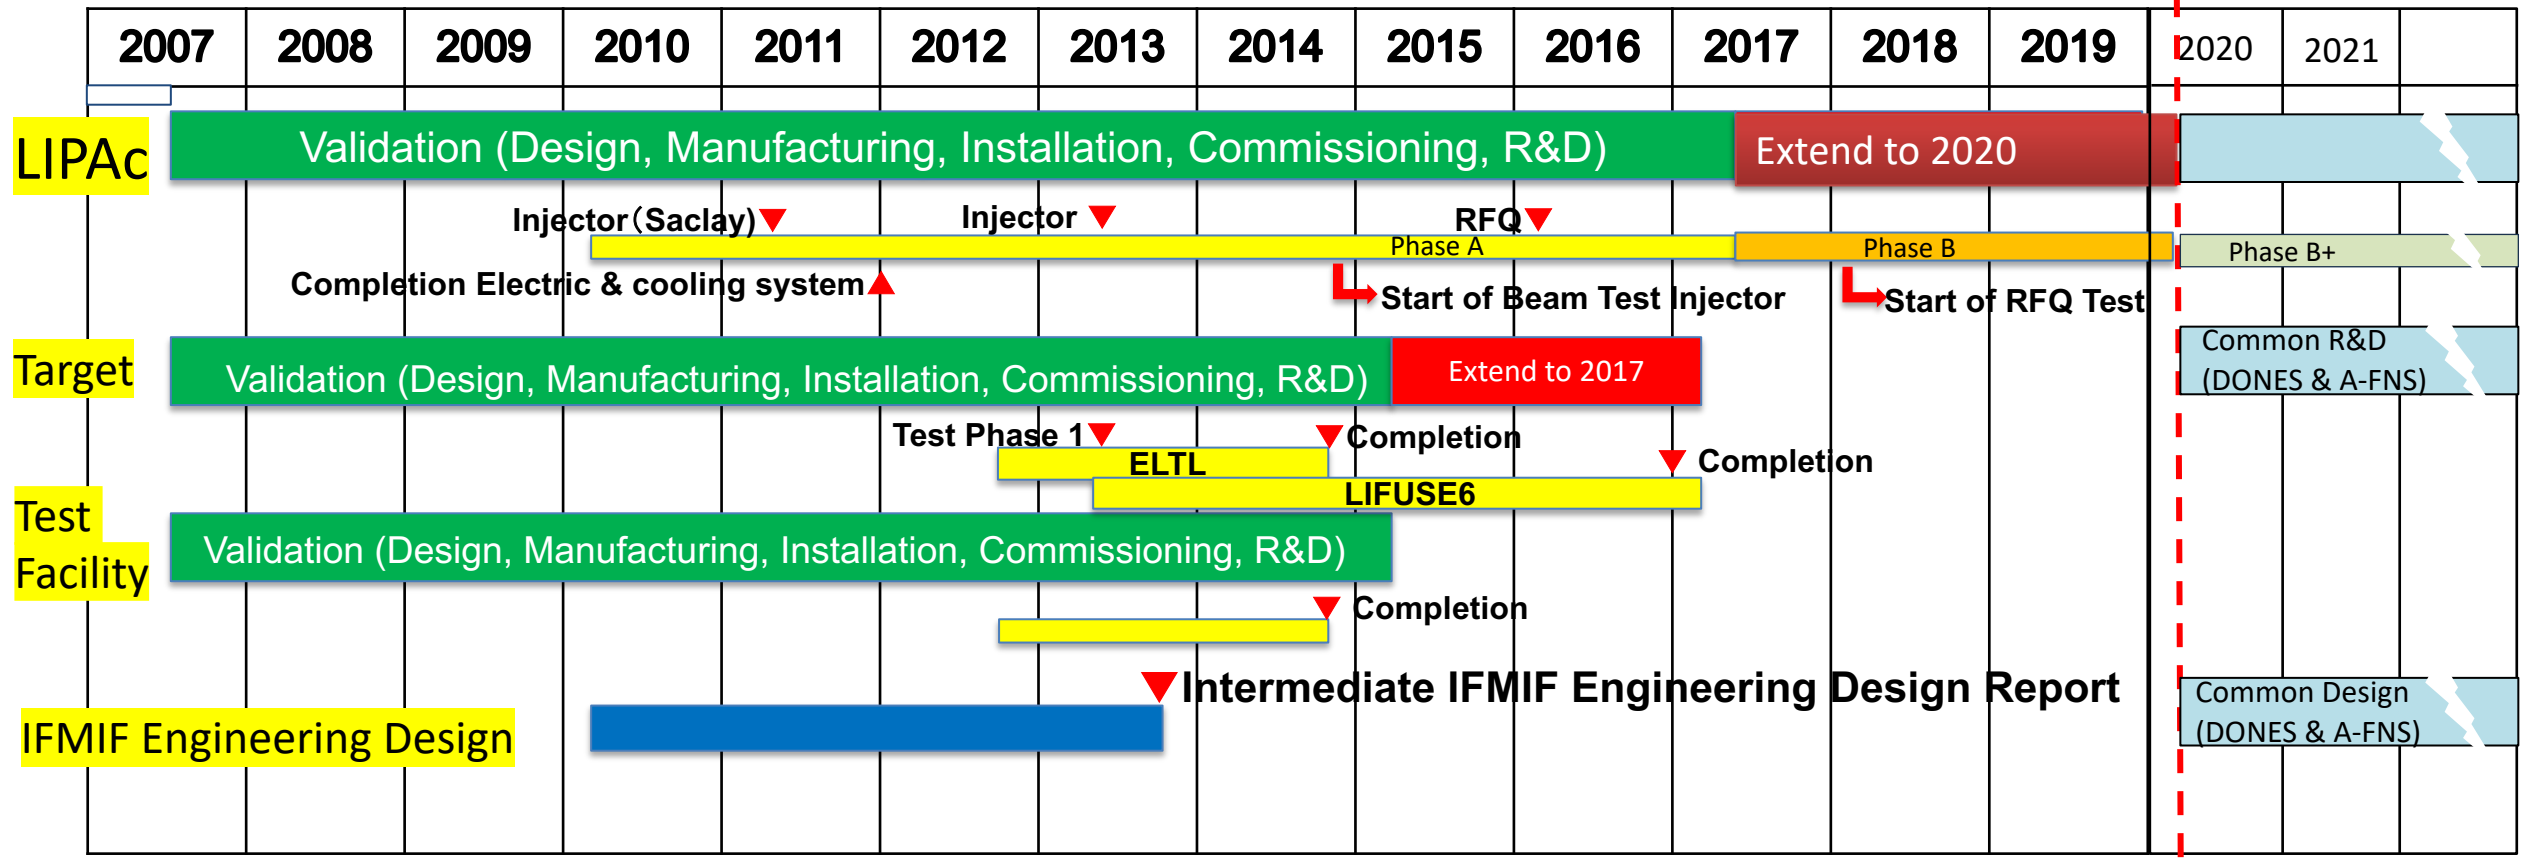 2007 2008 2009 2010 2011 2012 2013 2014 2015 2016 2017 2018 2019 2020 2021
LIPAc
Validation (Design, Manufacturing, Installation, Commissioning, R&D)
Extend to 2020
Injector(Saclay)
Injector
RFQ
Phase A
Phase B
Phase B+
Completion Electric & cooling system
Start of Beam Test Injector
Start of RFQ Test
Target
Validation (Design, Manufacturing, Installation, Commissioning, R&D)
Extend to 2017
Common R&D
(DONES & A-FNS)
Test Phase 1
Completion
ELTL
Completion
LIFUSE6
Test
Facility
Validation (Design, Manufacturing, Installation, Commissioning, R&D)
Completion
Intermediate IFMIF Engineering Design Report
IFMIF Engineering Design
Common Design
(DONES & A-FNS)